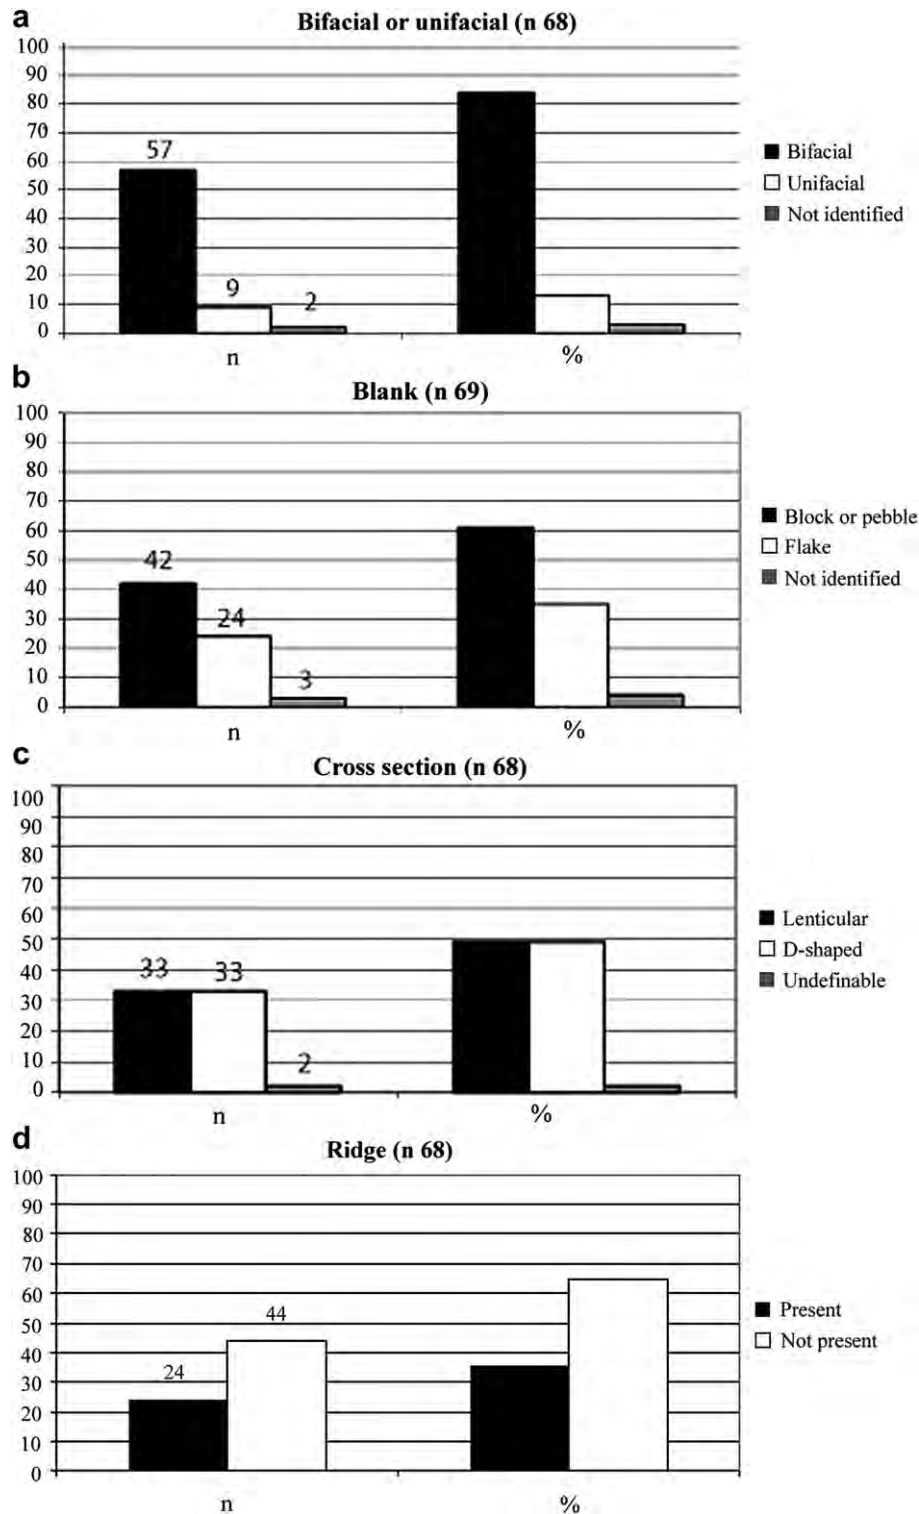 a
Bifacial or unifacial (n 68)
100
90
80
70
60
50
40
30
20
10
0
57
9
2
n
%
Bifacial
Unifacial
Not identified
b
Blank (n 69)
100
90
80
70
60
50
40
30
20
10
0
42
24
3
n
%
Block or pebble
Flake
Not identified
c
Cross section (n 68)
100
90
80
70
60
50
40
30
20
10
0
33
33
2
n
%
Lenticular
D-shaped
Undefinable
d
Ridge (n 68)
100
90
80
70
60
50
40
30
20
10
0
24
44
n
%
Present
Not present